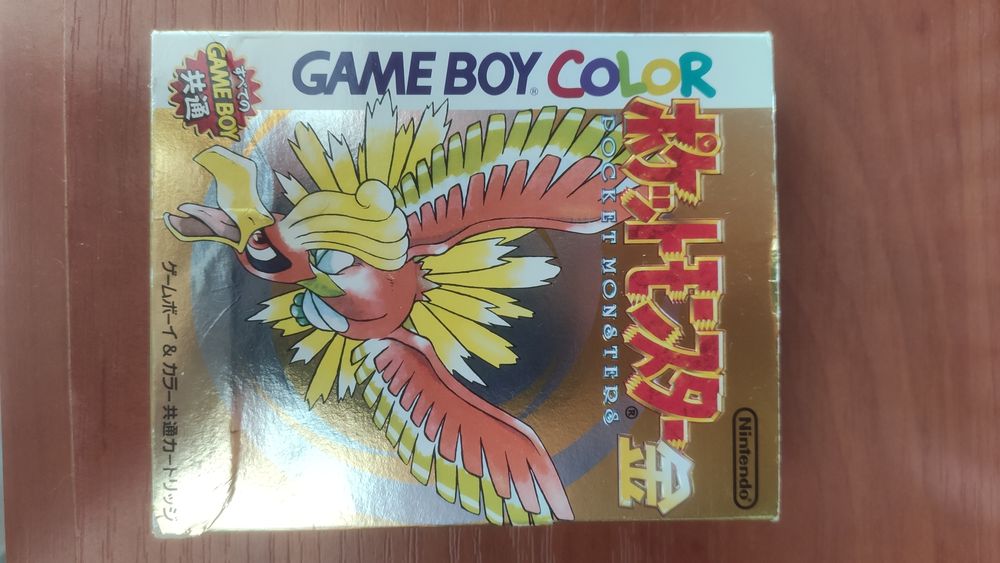 GAME BOY® COLOR
すべての
GAME BOY
共通
ポケットモンスター
POCKET MONSTERS®
金
Nintendo®
ゲームボーイ & カラー 共通カートリッジ